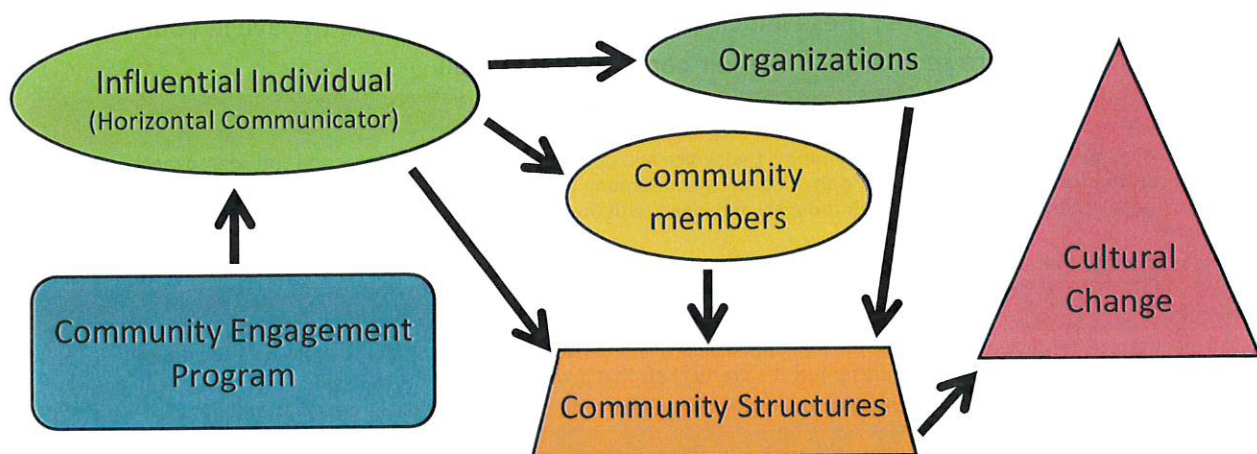 Influential Individual
(Horizontal Communicator)
Organizations
Community
members
Cultural
Change
Community Engagement
Program
Community Structures